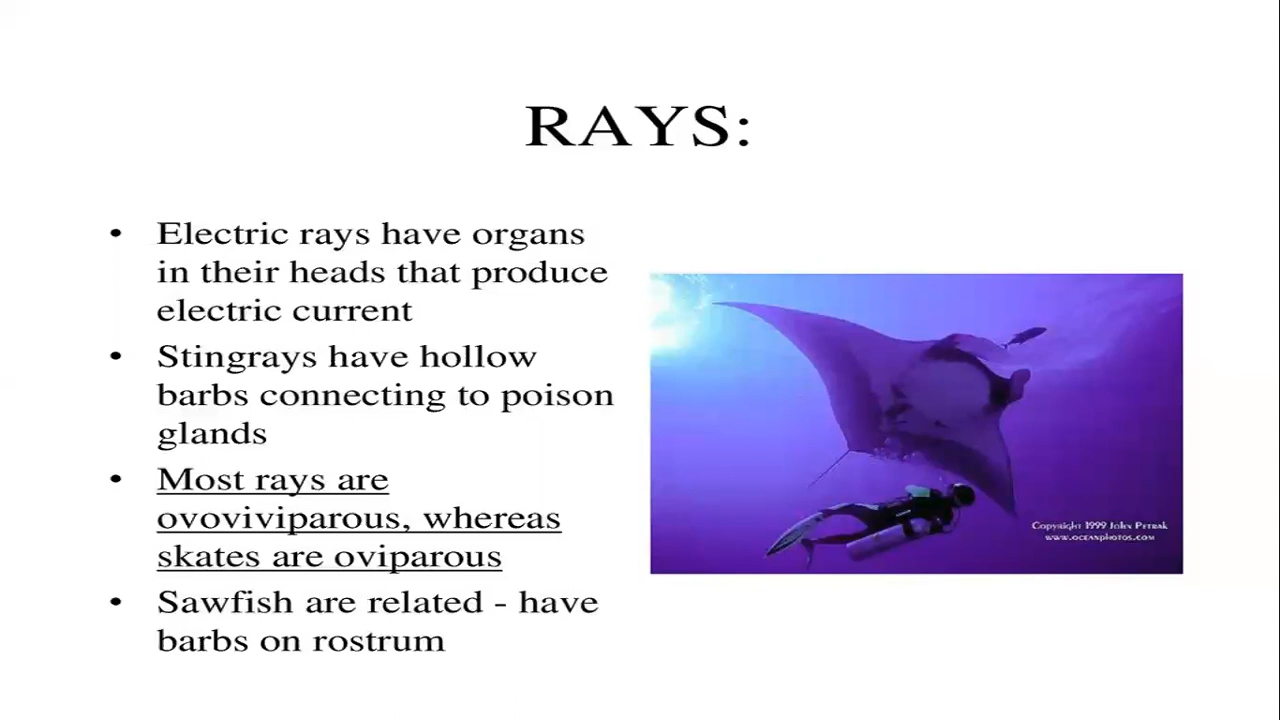 RAYS:
• Electric rays have organs
in their heads that produce
electric current
• Stingrays have hollow
barbs connecting to poison
glands
• Most rays are
ovoviviparous, whereas
skates are oviparous
• Sawfish are related - have
barbs on rostrum
Copyright 1999 John Petrak
www.oceanphotos.com